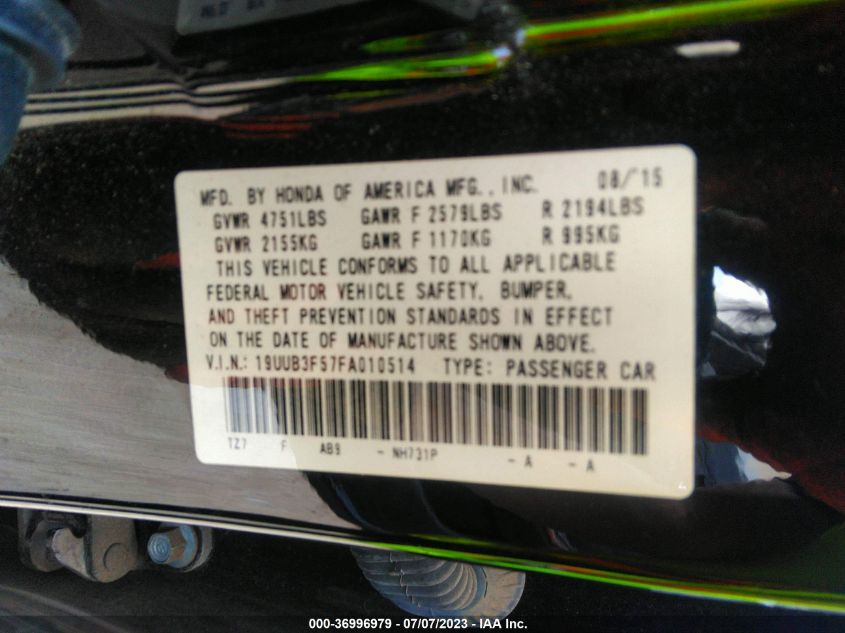 MFD. BY HONDA OF AMERICA MFG., INC. 08/15
GVWR 4751LBS GAWR F 2579LBS R 2194LBS
GVWR 2155KG GAWR F 1170KG R 995KG
THIS VEHICLE CONFORMS TO ALL APPLICABLE
FEDERAL MOTOR VEHICLE SAFETY, BUMPER,
AND THEFT PREVENTION STANDARDS IN EFFECT
ON THE DATE OF MANUFACTURE SHOWN ABOVE.
V.I.N.: 19UUB3F57FA010514 TYPE: PASSENGER CAR
TZ7 F AB9 - NH731P - A - A
000-36996979 / 07/07/2023 - IAA Inc.